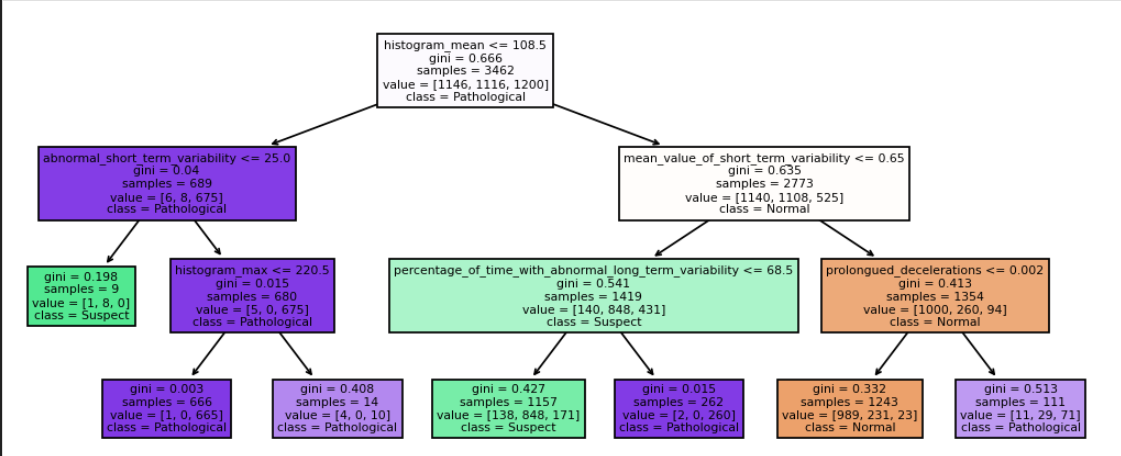 histogram_mean <= 108.5
gini = 0.666
samples = 3462
value = [1146, 1116, 1200]
class = Pathological
abnormal_short_term_variability <= 25.0
gini = 0.04
samples = 689
value = [6, 8, 675]
class = Pathological
mean_value_of_short_term_variability <= 0.65
gini = 0.635
samples = 2773
value = [1140, 1108, 525]
class = Normal
gini = 0.198
samples = 9
value = [1, 8, 0]
class = Suspect
histogram_max <= 220.5
gini = 0.015
samples = 680
value = [5, 0, 675]
class = Pathological
percentage_of_time_with_abnormal_long_term_variability <= 68.5
gini = 0.541
samples = 1419
value = [140, 848, 431]
class = Suspect
prolongued_decelerations <= 0.002
gini = 0.413
samples = 1354
value = [1000, 260, 94]
class = Normal
gini = 0.003
samples = 666
value = [1, 0, 665]
class = Pathological
gini = 0.408
samples = 14
value = [4, 0, 10]
class = Pathological
gini = 0.427
samples = 1157
value = [138, 848, 171]
class = Suspect
gini = 0.015
samples = 262
value = [2, 0, 260]
class = Pathological
gini = 0.332
samples = 1243
value = [989, 231, 23]
class = Normal
gini = 0.513
samples = 111
value = [11, 29, 71]
class = Pathological